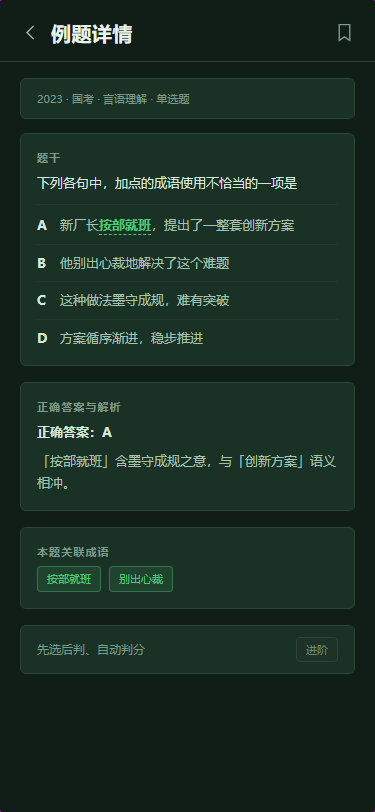 例题详情
2023 · 国考 · 言语理解 · 单选题
题干
下列各句中，加点的成语使用不恰当的一项是
A 新厂长按部就班，提出了一整套创新方案
B 他别出心裁地解决了这个难题
C 这种做法墨守成规，难有突破
D 方案循序渐进，稳步推进
正确答案与解析
正确答案：A
「按部就班」含墨守成规之意，与「创新方案」语义
相冲。
本题关联成语
按部就班 别出心裁
先选后判、自动判分 进阶